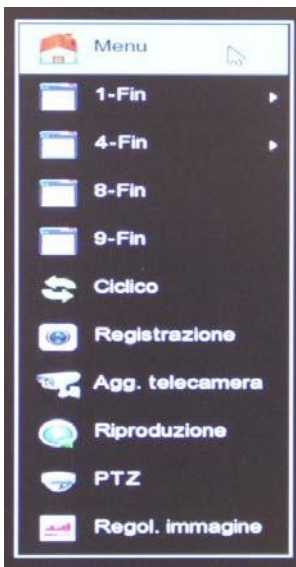 Menu
1-Fin
4-Fin
8-Fin
9-Fin
Ciclico
Registrazione
Agg. telecamera
Riproduzione
PTZ
Regol. immagine